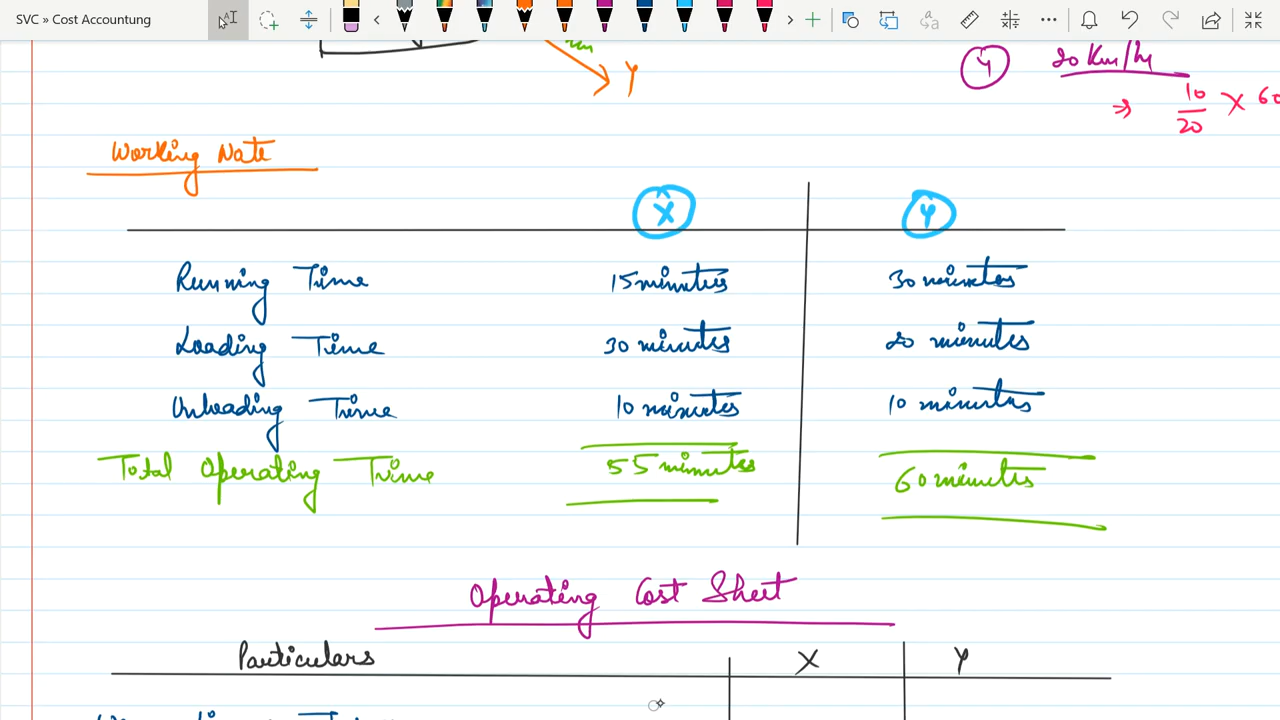 SVC » Cost Accountung
Y
Y 20 Km/hr
⇒ 10/20 X 60
Working Note
X Y
Running Time 15 minutes 30 minutes
Loading Time 30 minutes 20 minutes
Unloading Time 10 minutes 10 minutes
Total Operating Time 55 minutes 60 minutes
Operating Cost Sheet
Particulars X Y